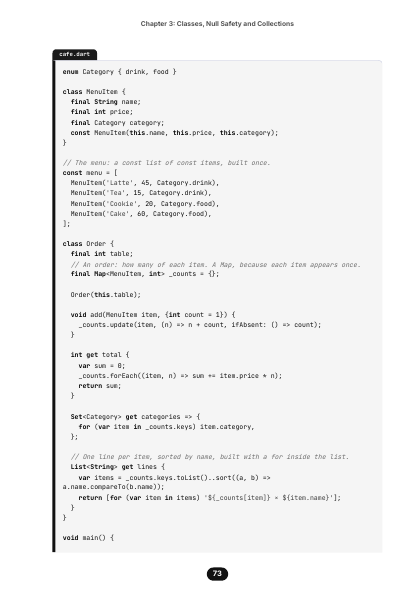 Chapter 3: Classes, Null Safety and Collections
cafe.dart
enum Category { drink, food }
class MenuItem {
  final String name;
  final int price;
  final Category category;
  const MenuItem(this.name, this.price, this.category);
}
// The menu: a const list of const items, built once.
const menu = [
  MenuItem('Latte', 45, Category.drink),
  MenuItem('Tea', 15, Category.drink),
  MenuItem('Cookie', 20, Category.food),
  MenuItem('Cake', 60, Category.food),
];
class Order {
  final int table;
  // An order: how many of each item. A Map, because each item appears once.
  final Map<MenuItem, int> _counts = {};
  Order(this.table);
  void add(MenuItem item, {int count = 1}) {
    _counts.update(item, (n) => n + count, ifAbsent: () => count);
  }
  int get total {
    var sum = 0;
    _counts.forEach((item, n) => sum += item.price * n);
    return sum;
  }
  Set<Category> get categories => {
    for (var item in _counts.keys) item.category,
  };
  // One line per item, sorted by name, built with a for inside the list.
  List<String> get lines {
    var items = _counts.keys.toList()..sort((a, b) =>
a.name.compareTo(b.name));
    return [for (var item in items) '${_counts[item]} × ${item.name}'];
  }
}
void main() {
73